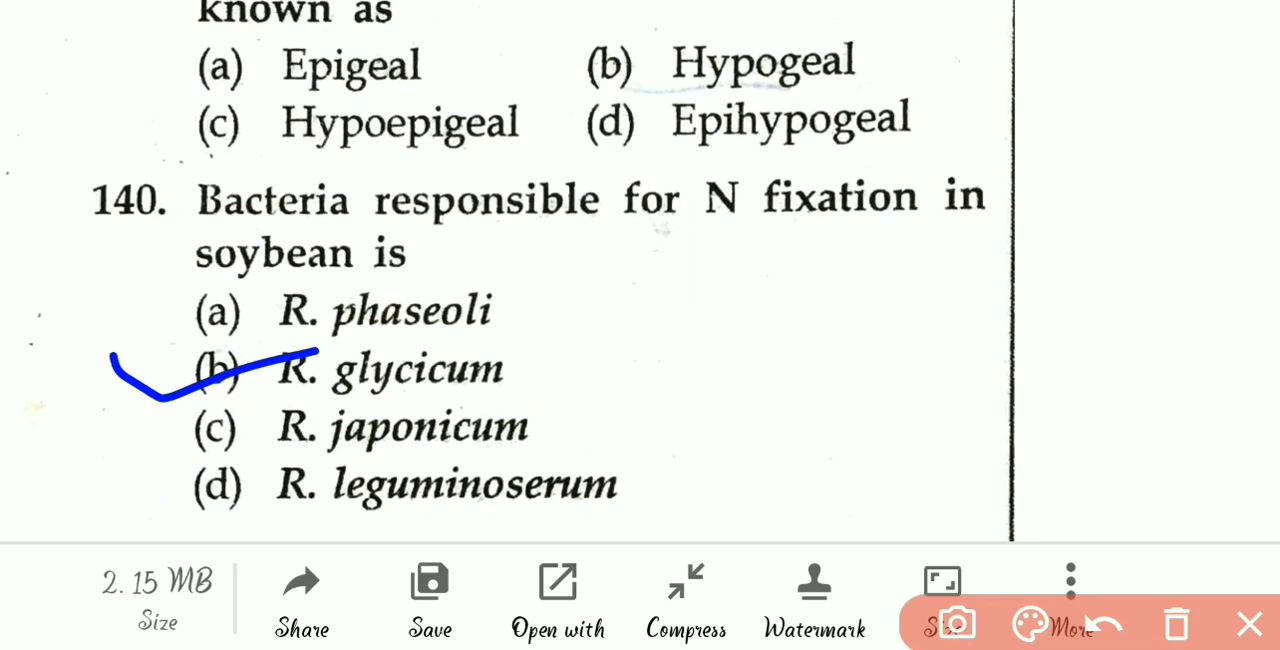 known as
(a) Epigeal (b) Hypogeal
(c) Hypoepigeal (d) Epihypogeal
140. Bacteria responsible for N fixation in
soybean is
(a) R. phaseoli
(b) R. glycicum
(c) R. japonicum
(d) R. leguminoserum
2. 15 MB
Size
Share
Save
Open with
Compress
Watermark
More